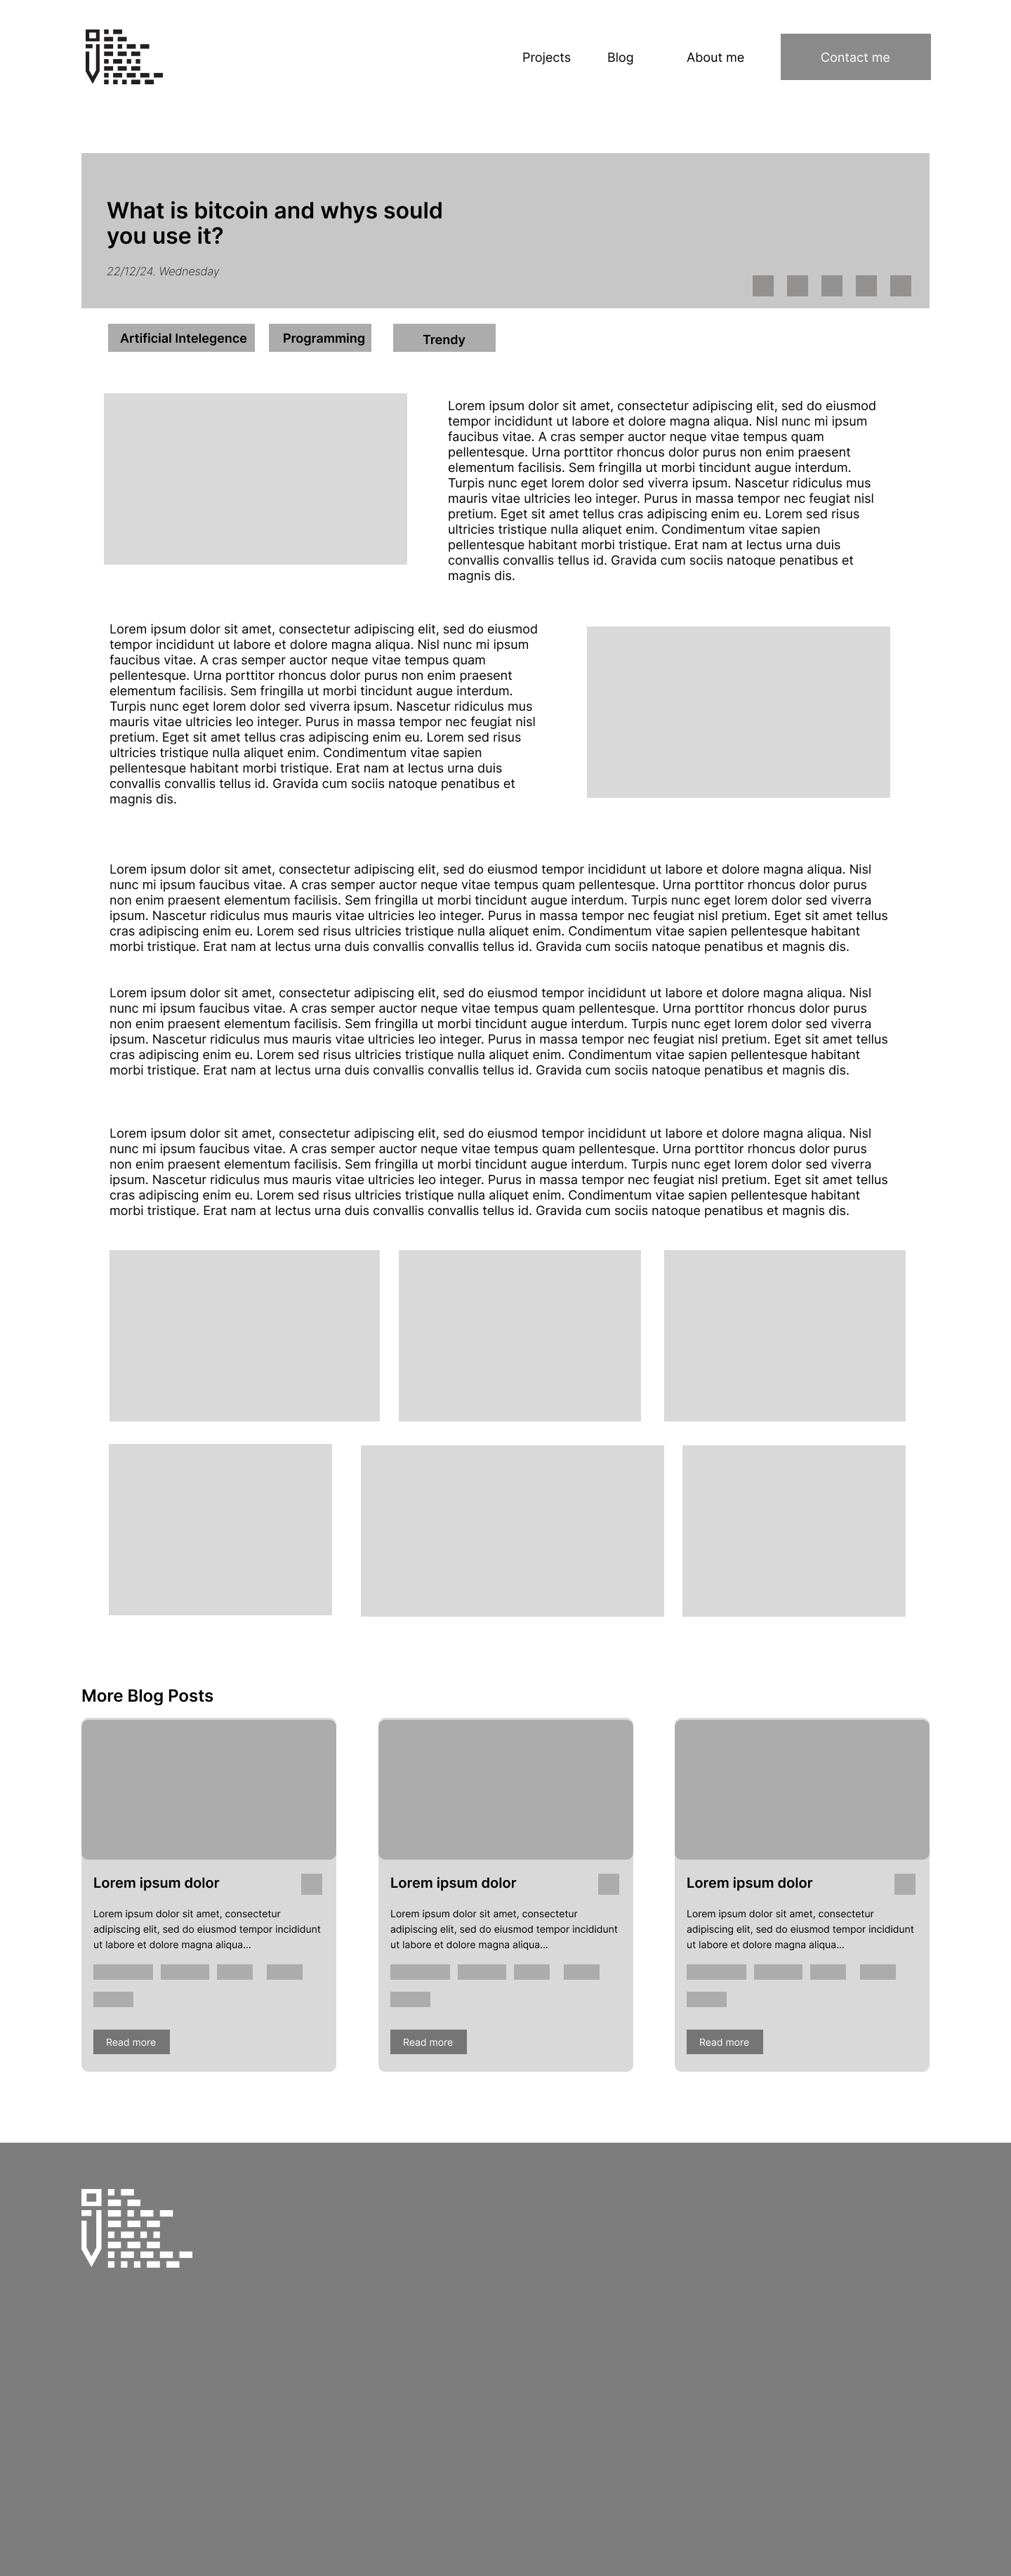 Projects Blog About me Contact me
What is bitcoin and whys sould
you use it?
22/12/24. Wednesday
Artificial Intelegence Programming Trendy
Lorem ipsum dolor sit amet, consectetur adipiscing elit, sed do eiusmod
tempor incididunt ut labore et dolore magna aliqua. Nisl nunc mi ipsum
faucibus vitae. A cras semper auctor neque vitae tempus quam
pellentesque. Urna porttitor rhoncus dolor purus non enim praesent
elementum facilisis. Sem fringilla ut morbi tincidunt augue interdum.
Turpis nunc eget lorem dolor sed viverra ipsum. Nascetur ridiculus mus
mauris vitae ultricies leo integer. Purus in massa tempor nec feugiat nisl
pretium. Eget sit amet tellus cras adipiscing enim eu. Lorem sed risus
ultricies tristique nulla aliquet enim. Condimentum vitae sapien
pellentesque habitant morbi tristique. Erat nam at lectus urna duis
convallis convallis tellus id. Gravida cum sociis natoque penatibus et
magnis dis.
Lorem ipsum dolor sit amet, consectetur adipiscing elit, sed do eiusmod
tempor incididunt ut labore et dolore magna aliqua. Nisl nunc mi ipsum
faucibus vitae. A cras semper auctor neque vitae tempus quam
pellentesque. Urna porttitor rhoncus dolor purus non enim praesent
elementum facilisis. Sem fringilla ut morbi tincidunt augue interdum.
Turpis nunc eget lorem dolor sed viverra ipsum. Nascetur ridiculus mus
mauris vitae ultricies leo integer. Purus in massa tempor nec feugiat nisl
pretium. Eget sit amet tellus cras adipiscing enim eu. Lorem sed risus
ultricies tristique nulla aliquet enim. Condimentum vitae sapien
pellentesque habitant morbi tristique. Erat nam at lectus urna duis
convallis convallis tellus id. Gravida cum sociis natoque penatibus et
magnis dis.
Lorem ipsum dolor sit amet, consectetur adipiscing elit, sed do eiusmod tempor incididunt ut labore et dolore magna aliqua. Nisl
nunc mi ipsum faucibus vitae. A cras semper auctor neque vitae tempus quam pellentesque. Urna porttitor rhoncus dolor purus
non enim praesent elementum facilisis. Sem fringilla ut morbi tincidunt augue interdum. Turpis nunc eget lorem dolor sed viverra
ipsum. Nascetur ridiculus mus mauris vitae ultricies leo integer. Purus in massa tempor nec feugiat nisl pretium. Eget sit amet tellus
cras adipiscing enim eu. Lorem sed risus ultricies tristique nulla aliquet enim. Condimentum vitae sapien pellentesque habitant
morbi tristique. Erat nam at lectus urna duis convallis convallis tellus id. Gravida cum sociis natoque penatibus et magnis dis.
Lorem ipsum dolor sit amet, consectetur adipiscing elit, sed do eiusmod tempor incididunt ut labore et dolore magna aliqua. Nisl
nunc mi ipsum faucibus vitae. A cras semper auctor neque vitae tempus quam pellentesque. Urna porttitor rhoncus dolor purus
non enim praesent elementum facilisis. Sem fringilla ut morbi tincidunt augue interdum. Turpis nunc eget lorem dolor sed viverra
ipsum. Nascetur ridiculus mus mauris vitae ultricies leo integer. Purus in massa tempor nec feugiat nisl pretium. Eget sit amet tellus
cras adipiscing enim eu. Lorem sed risus ultricies tristique nulla aliquet enim. Condimentum vitae sapien pellentesque habitant
morbi tristique. Erat nam at lectus urna duis convallis convallis tellus id. Gravida cum sociis natoque penatibus et magnis dis.
Lorem ipsum dolor sit amet, consectetur adipiscing elit, sed do eiusmod tempor incididunt ut labore et dolore magna aliqua. Nisl
nunc mi ipsum faucibus vitae. A cras semper auctor neque vitae tempus quam pellentesque. Urna porttitor rhoncus dolor purus
non enim praesent elementum facilisis. Sem fringilla ut morbi tincidunt augue interdum. Turpis nunc eget lorem dolor sed viverra
ipsum. Nascetur ridiculus mus mauris vitae ultricies leo integer. Purus in massa tempor nec feugiat nisl pretium. Eget sit amet tellus
cras adipiscing enim eu. Lorem sed risus ultricies tristique nulla aliquet enim. Condimentum vitae sapien pellentesque habitant
morbi tristique. Erat nam at lectus urna duis convallis convallis tellus id. Gravida cum sociis natoque penatibus et magnis dis.
More Blog Posts
Lorem ipsum dolor
Lorem ipsum dolor sit amet, consectetur
adipiscing elit, sed do eiusmod tempor incididunt
ut labore et dolore magna aliqua...
Read more
Lorem ipsum dolor
Lorem ipsum dolor sit amet, consectetur
adipiscing elit, sed do eiusmod tempor incididunt
ut labore et dolore magna aliqua...
Read more
Lorem ipsum dolor
Lorem ipsum dolor sit amet, consectetur
adipiscing elit, sed do eiusmod tempor incididunt
ut labore et dolore magna aliqua...
Read more